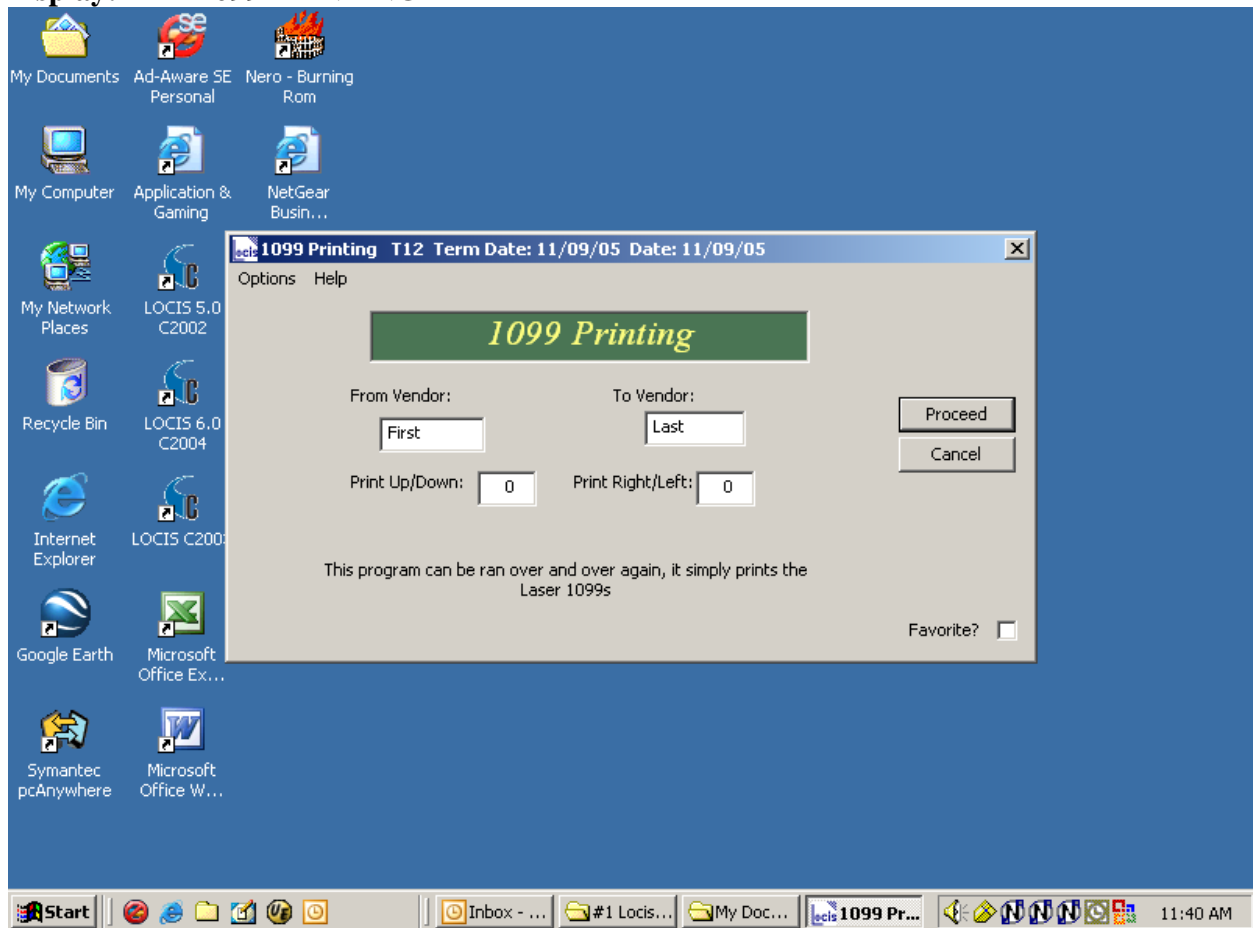 My Documents
Ad-Aware SE
Personal
Nero - Burning
Rom
My Computer
Application &
Gaming
NetGear
Busin...
My Network
Places
LOCIS 5.0
C2002
Recycle Bin
LOCIS 6.0
C2004
Internet
Explorer
LOCIS C200
Google Earth
Microsoft
Office Ex...
Symantec
pcAnywhere
Microsoft
Office W...
ocis 1099 Printing T12 Term Date: 11/09/05 Date: 11/09/05
Options Help
1099 Printing
From Vendor: To Vendor:
First Last
Proceed
Cancel
Print Up/Down: 0 Print Right/Left: 0
This program can be ran over and over again, it simply prints the
Laser 1099s
Favorite?
Start Inbox - ... #1 Locis... My Doc... ocis 1099 Pr... 11:40 AM